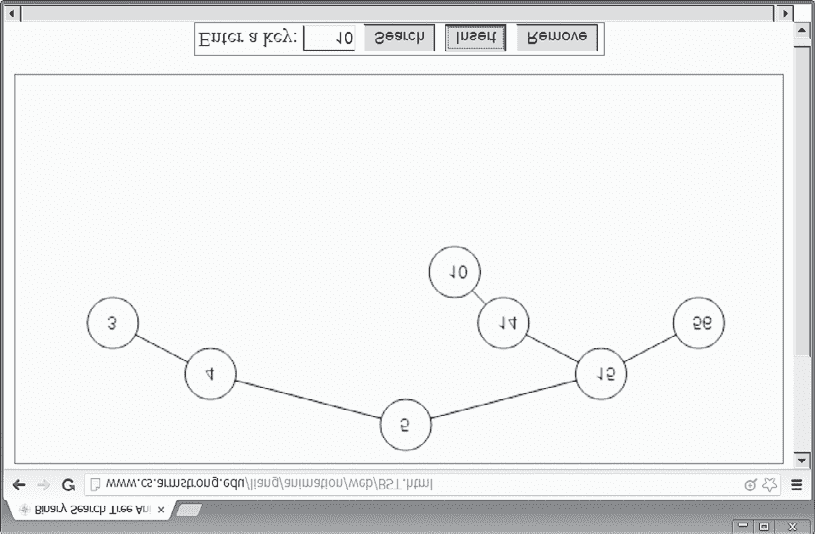 Binary Search Tree Ani
www.cs.armstrong.edu/liang/animation/web/BST.html
5
4 15
3 14 56
10
Enter a key: 10 Search Insert Remove